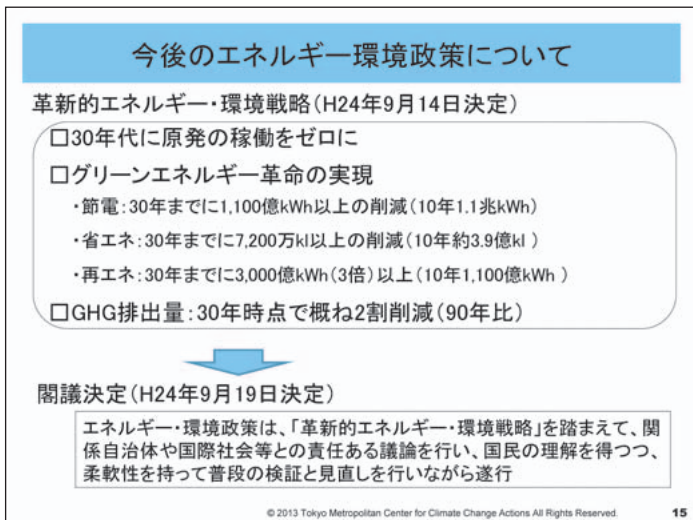 今後のエネルギー環境政策について
革新的エネルギー・環境戦略(H24年9月14日決定)
□30年代に原発の稼働をゼロに
□グリーンエネルギー革命の実現
・節電:30年までに1,100億kWh以上の削減(10年1.1兆kWh)
・省エネ:30年までに7,200万kl以上の削減(10年約3.9億kl )
・再エネ:30年までに3,000億kWh(3倍)以上(10年1,100億kWh )
□GHG排出量:30年時点で概ね2割削減(90年比)
閣議決定(H24年9月19日決定)
エネルギー・環境政策は、「革新的エネルギー・環境戦略」を踏まえて、関
係自治体や国際社会等との責任ある議論を行い、国民の理解を得つつ、
柔軟性を持って普段の検証と見直しを行いながら遂行
© 2013 Tokyo Metropolitan Center for Climate Change Actions All Rights Reserved.
15